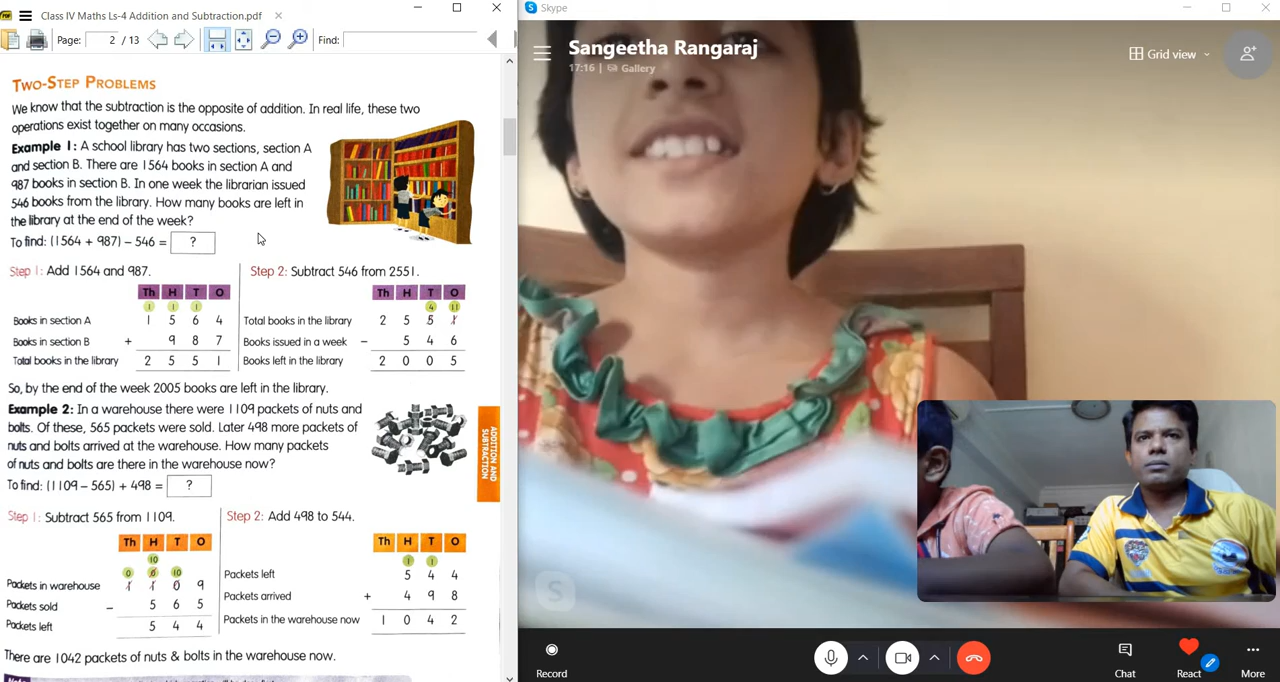 Class IV Maths Ls-4 Addition and Subtraction.pdf
Page: 2 / 13 Find:
TWO-STEP PROBLEMS
We know that the subtraction is the opposite of addition. In real life, these two
operations exist together on many occasions.
Example 1: A school library has two sections, section A
and section B. There are 1564 books in section A and
987 books in section B. In one week the librarian issued
546 books from the library. How many books are left in
the library at the end of the week?
To find: (1564 + 987) – 546 = ?
Step 1: Add 1564 and 987.
Th H T O
1 1 1
Books in section A 1 5 6 4
Books in section B + 9 8 7
Total books in the library 2 5 5 1
Step 2: Subtract 546 from 2551.
Th H T O
4 11
Total books in the library 2 5 5 1
Books issued in a week – 5 4 6
Books left in the library 2 0 0 5
So, by the end of the week 2005 books are left in the library.
Example 2: In a warehouse there were 1109 packets of nuts and
bolts. Of these, 565 packets were sold. Later 498 more packets of
nuts and bolts arrived at the warehouse. How many packets
of nuts and bolts are there in the warehouse now?
To find: (1109 – 565) + 498 = ?
ADDITION AND
SUBTRACTION
Step 1: Subtract 565 from 1109.
Th H T O
10
0 0 10
Packets in warehouse 1 1 0 9
Packets sold – 5 6 5
Packets left 5 4 4
Step 2: Add 498 to 544.
Th H T O
1 1
Packets left 5 4 4
Packets arrived + 4 9 8
Packets in the warehouse now 1 0 4 2
There are 1042 packets of nuts & bolts in the warehouse now.
Skype
Sangeetha Rangaraj
17:16 | Gallery
Grid view
Record
Chat
React
More